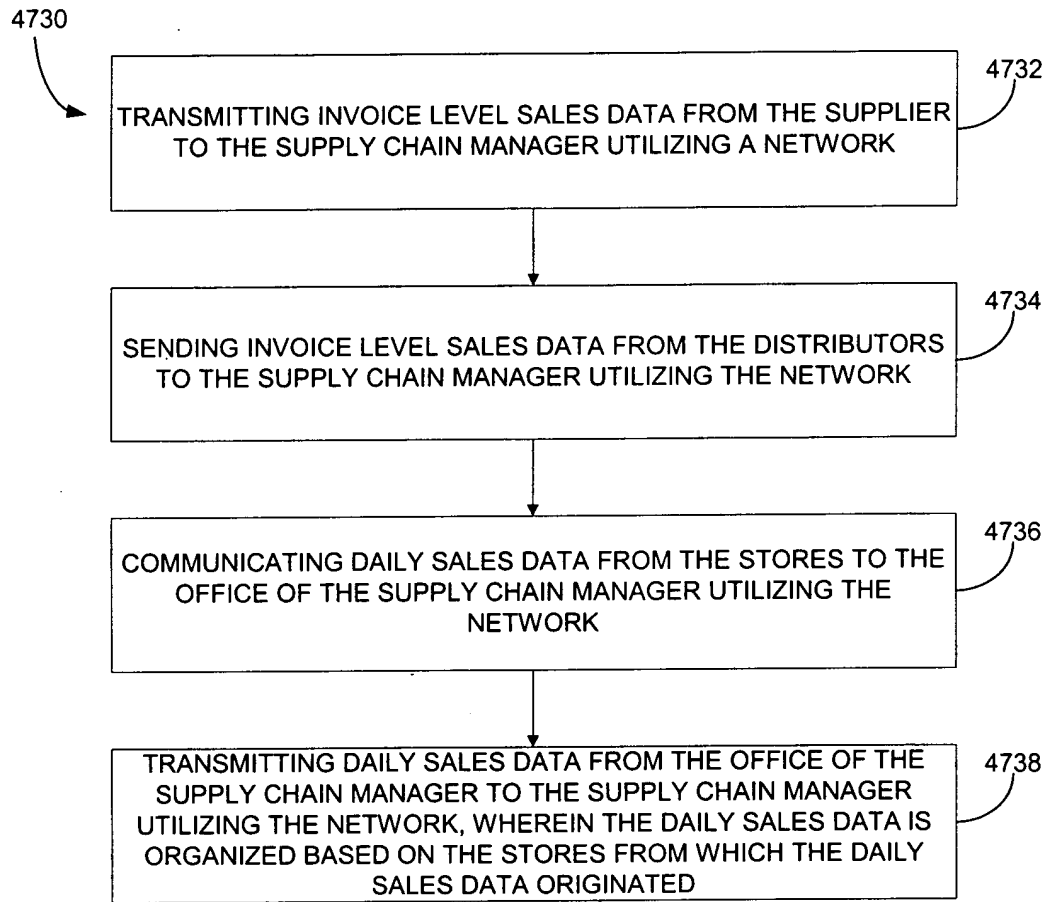 4730
4732
TRANSMITTING INVOICE LEVEL SALES DATA FROM THE SUPPLIER
TO THE SUPPLY CHAIN MANAGER UTILIZING A NETWORK
4734
SENDING INVOICE LEVEL SALES DATA FROM THE DISTRIBUTORS
TO THE SUPPLY CHAIN MANAGER UTILIZING THE NETWORK
4736
COMMUNICATING DAILY SALES DATA FROM THE STORES TO THE
OFFICE OF THE SUPPLY CHAIN MANAGER UTILIZING THE
NETWORK
4738
TRANSMITTING DAILY SALES DATA FROM THE OFFICE OF THE
SUPPLY CHAIN MANAGER TO THE SUPPLY CHAIN MANAGER
UTILIZING THE NETWORK, WHEREIN THE DAILY SALES DATA IS
ORGANIZED BASED ON THE STORES FROM WHICH THE DAILY
SALES DATA ORIGINATED